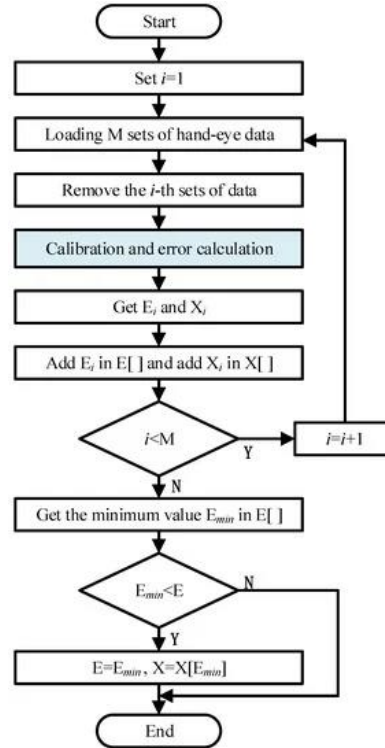 Start
Set i=1
Loading M sets of hand-eye data
Remove the i-th sets of data
Calibration and error calculation
Get Ei and Xi
Add Ei in E[ ] and add Xi in X[ ]
i<M
Y
i=i+1
N
Get the minimum value Emin in E[ ]
Emin<E
N
Y
E=Emin, X=X[Emin]
End